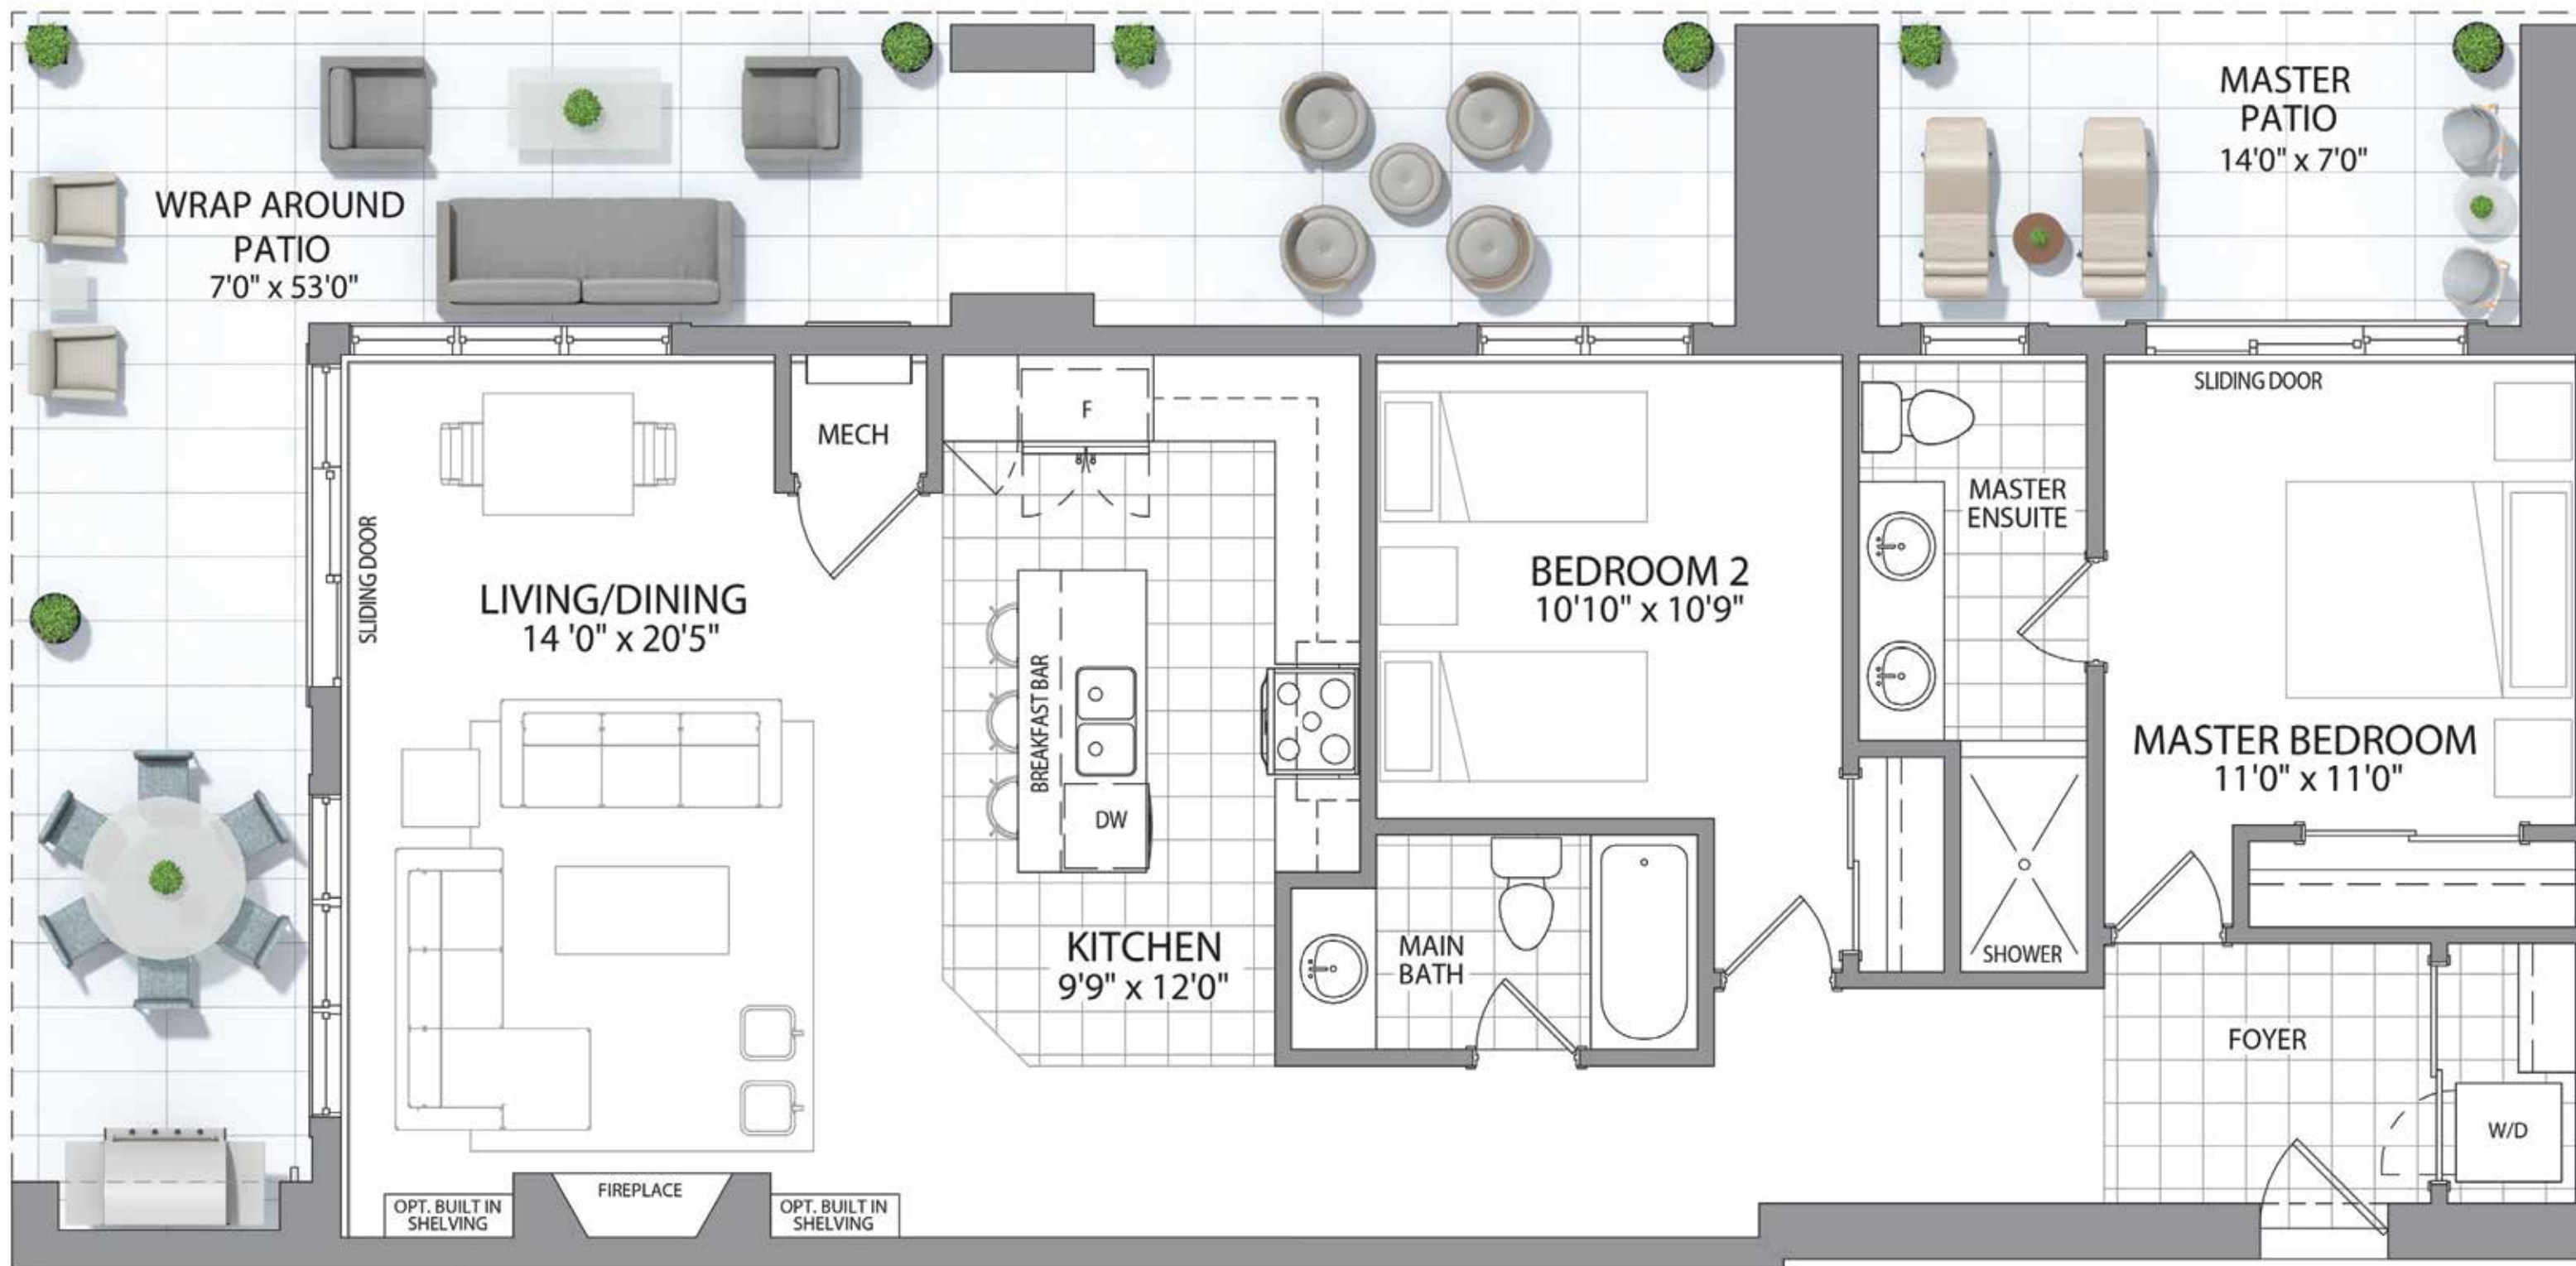 MASTER
PATIO
14'0" x 7'0"
WRAP AROUND
PATIO
7'0" x 53'0"
SLIDING DOOR
F
MECH
MASTER
ENSUITE
SLIDING DOOR
LIVING/DINING
14 '0" x 20'5"
BEDROOM 2
10'10" x 10'9"
BREAKFAST BAR
MASTER BEDROOM
11'0" x 11'0"
DW
KITCHEN
9'9" x 12'0"
MAIN
BATH
SHOWER
FOYER
W/D
FIREPLACE
OPT. BUILT IN
SHELVING
OPT. BUILT IN
SHELVING